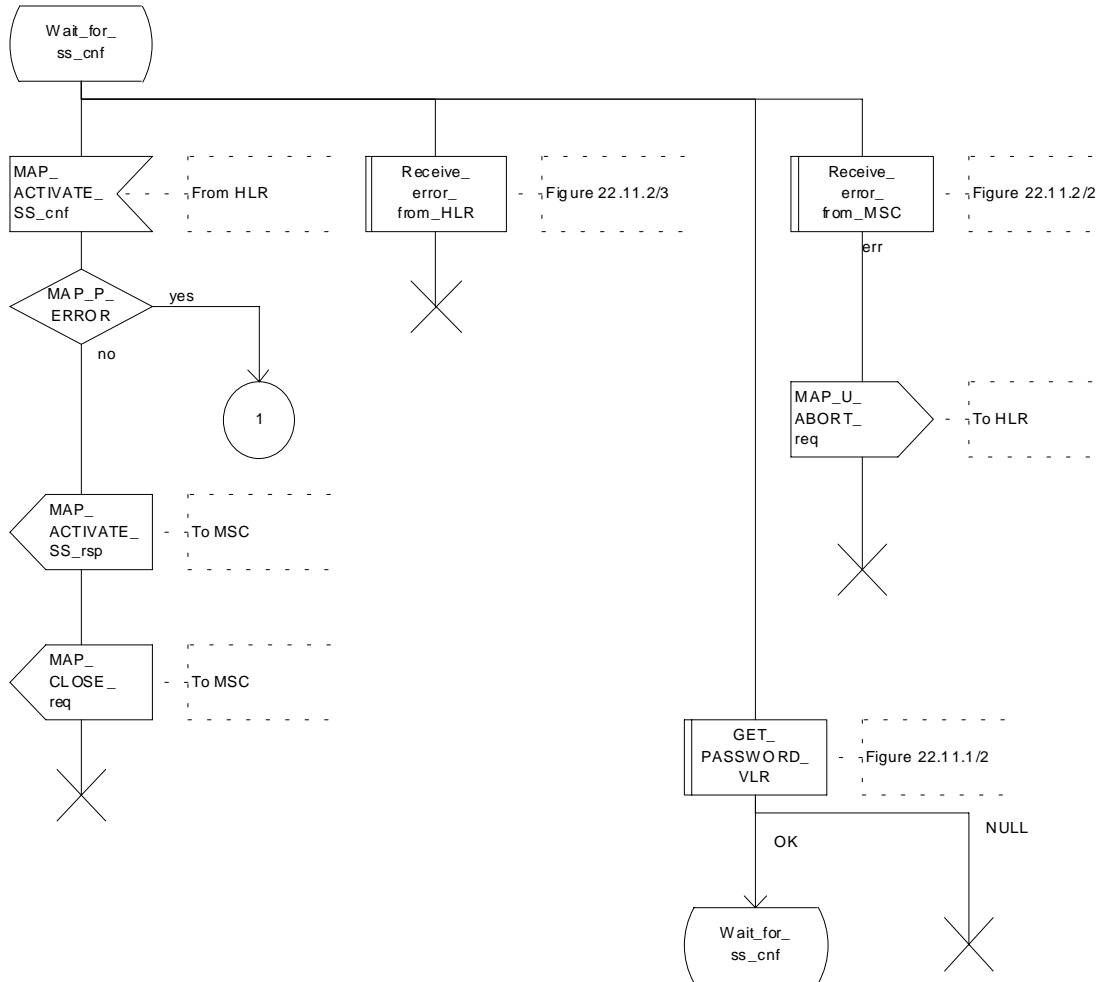 Wait_for_
ss_cnf
MAP_
ACTIVATE_
SS_cnf
From HLR
Receive_
error_
from_HLR
Figure 22.11.2/3
Receive_
error_
from_MSC
Figure 22.11.2/2
err
MAP_P_
ERROR
yes
no
1
MAP_U_
ABORT_
req
To HLR
MAP_
ACTIVATE_
SS_rsp
To MSC
MAP_
CLOSE_
req
To MSC
GET_
PASSWORD_
VLR
Figure 22.11.1/2
OK
NULL
Wait_for_
ss_cnf